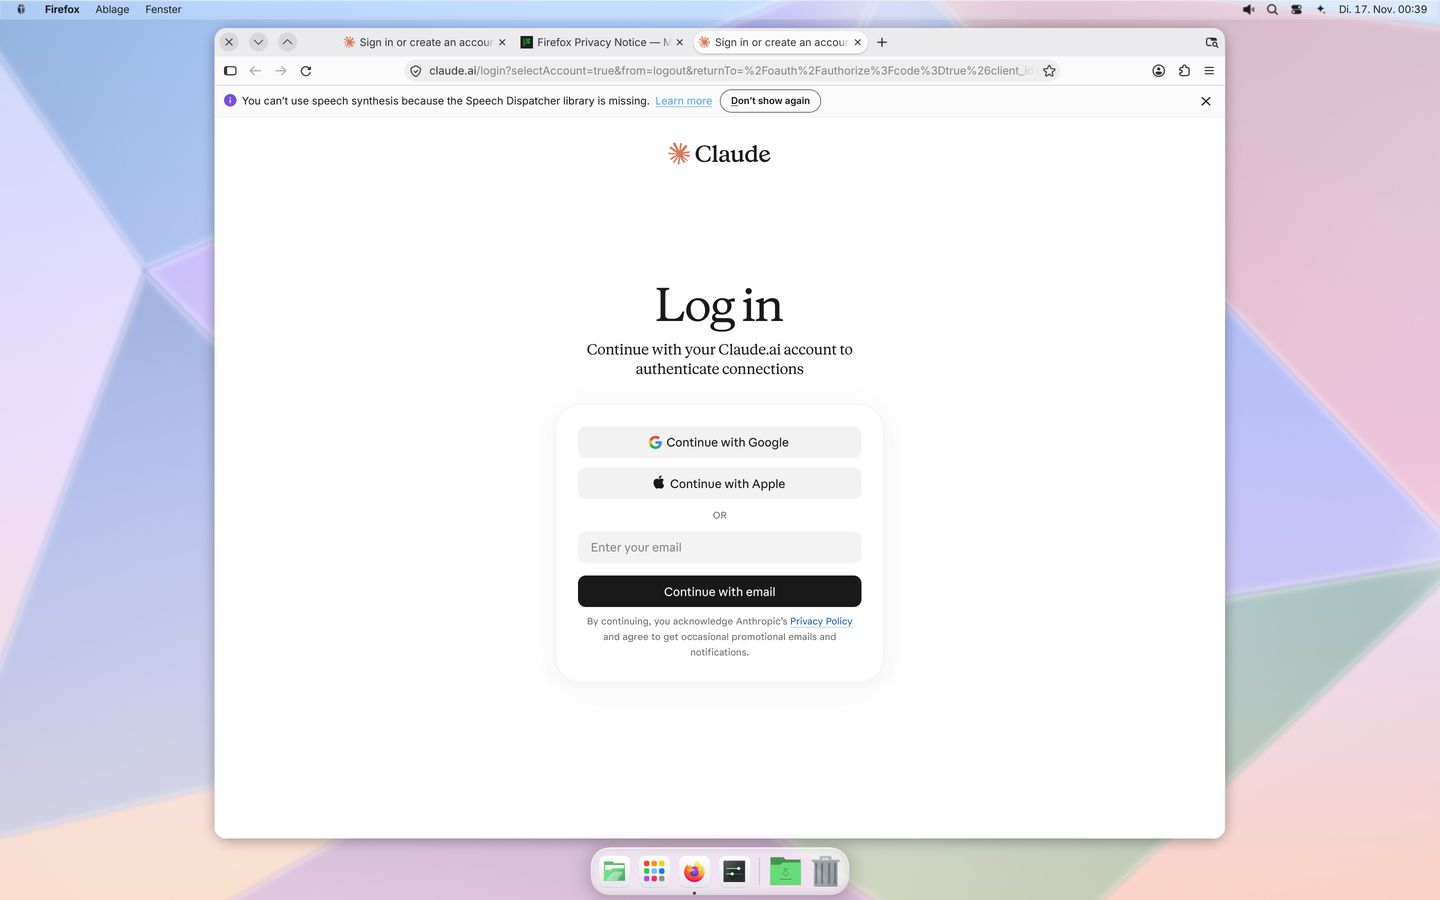 Firefox Ablage Fenster Di. 17. Nov. 00:39
Sign in or create an accoun Firefox Privacy Notice — M Sign in or create an accoun
claude.ai/login?selectAccount=true&from=logout&returnTo=%2Foauth%2Fauthorize%3Fcode%3Dtrue%26client_id
You can't use speech synthesis because the Speech Dispatcher library is missing. Learn more Don't show again
Claude
Log in
Continue with your Claude.ai account to
authenticate connections
Continue with Google
Continue with Apple
OR
Enter your email
Continue with email
By continuing, you acknowledge Anthropic's Privacy Policy
and agree to get occasional promotional emails and
notifications.